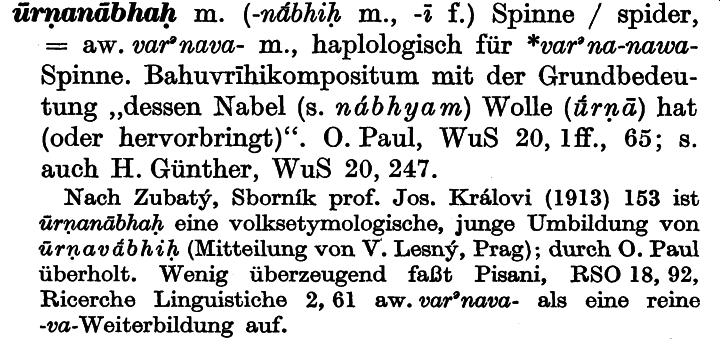 ūrṇanābhaḥ m. (-nā́bhiḥ m., -ī f.) Spinne / spider,
= aw. varᵊnava- m., haplologisch für *varᵊna-nawa-
Spinne. Bahuvrīhikompositum mit der Grundbedeu-
tung „dessen Nabel (s. nábhyam) Wolle (ū́rṇā) hat
(oder hervorbringt)“. O. Paul, WuS 20, 1ff., 65; s.
auch H. Günther, WuS 20, 247.
Nach Zubatý, Sborník prof. Jos. Královi (1913) 153 ist
ūrṇanābhaḥ eine volksetymologische, junge Umbildung von
ūrṇavā́bhiḥ (Mitteilung von V. Lesný, Prag); durch O. Paul
überholt. Wenig überzeugend faßt Pisani, RSO 18, 92,
Ricerche Linguistiche 2, 61 aw. varᵊnava- als eine reine
-va-Weiterbildung auf.